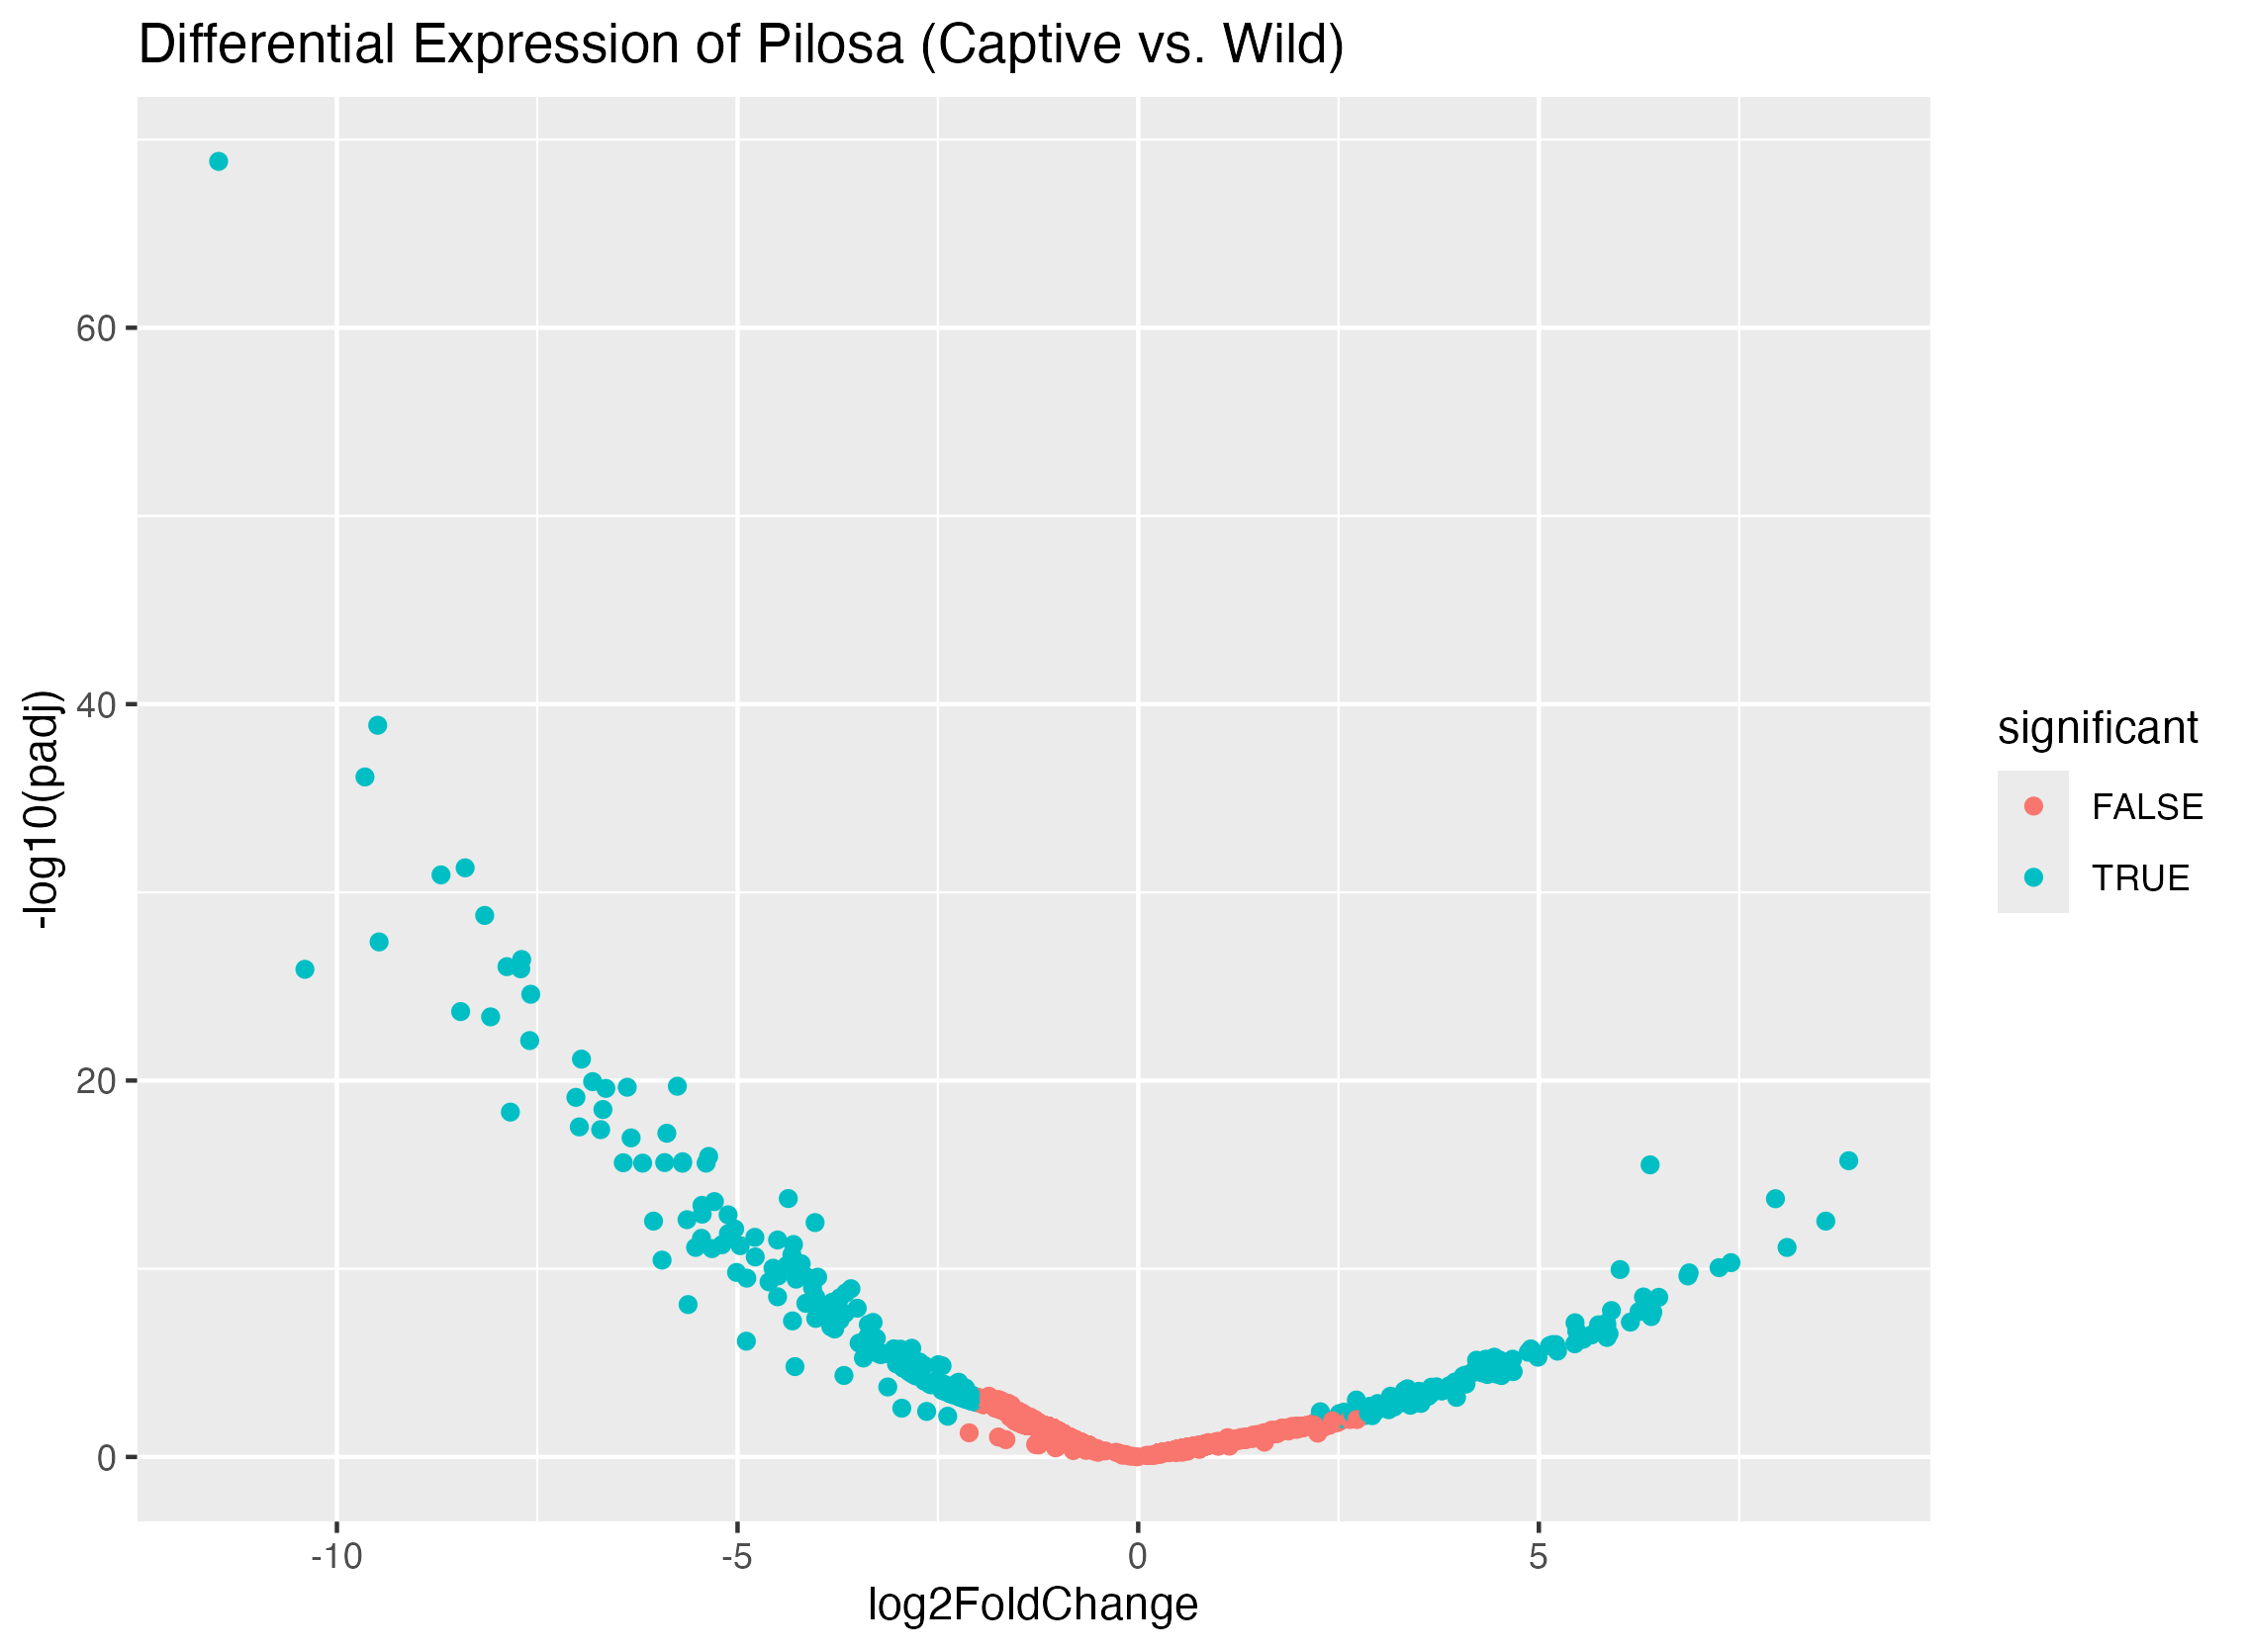 Differential Expression of Pilosa (Captive vs. Wild)
-log10(padj)
60
40
20
0
-10
-5
0
5
log2FoldChange
significant
FALSE
TRUE